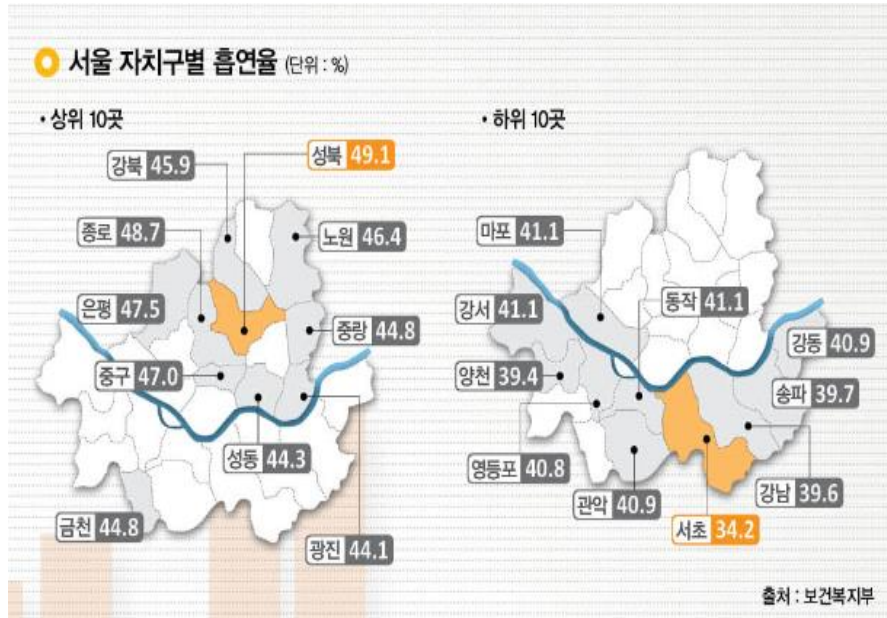 서울 자치구별 흡연율 (단위 : %)
• 상위 10곳
강북 45.9
성북 49.1
종로 48.7
노원 46.4
은평 47.5
중랑 44.8
중구 47.0
성동 44.3
금천 44.8
광진 44.1
• 하위 10곳
마포 41.1
강서 41.1
동작 41.1
강동 40.9
양천 39.4
송파 39.7
영등포 40.8
관악 40.9
강남 39.6
서초 34.2
출처 : 보건복지부